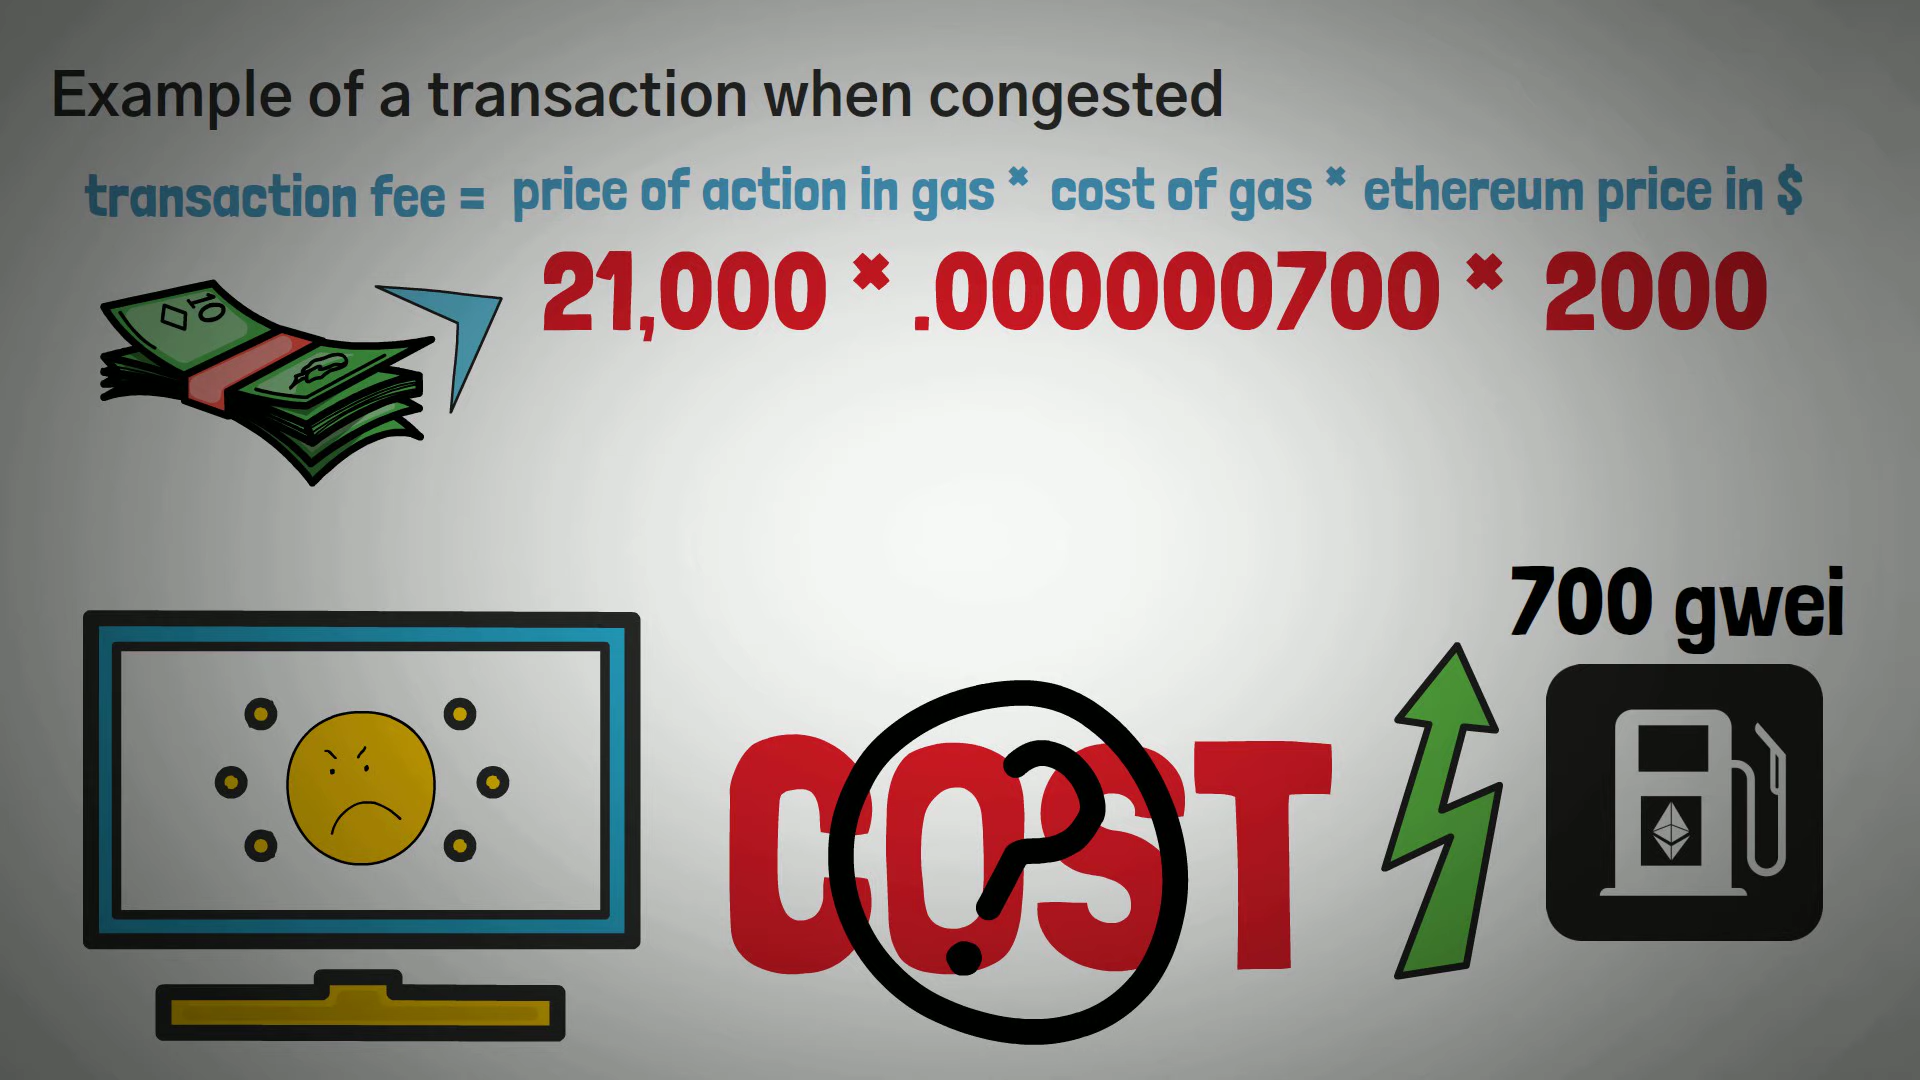 Example of a transaction when congested
transaction fee = price of action in gas * cost of gas * ethereum price in $
21,000 * .000000700 * 2000
10
700 gwei
COST
?